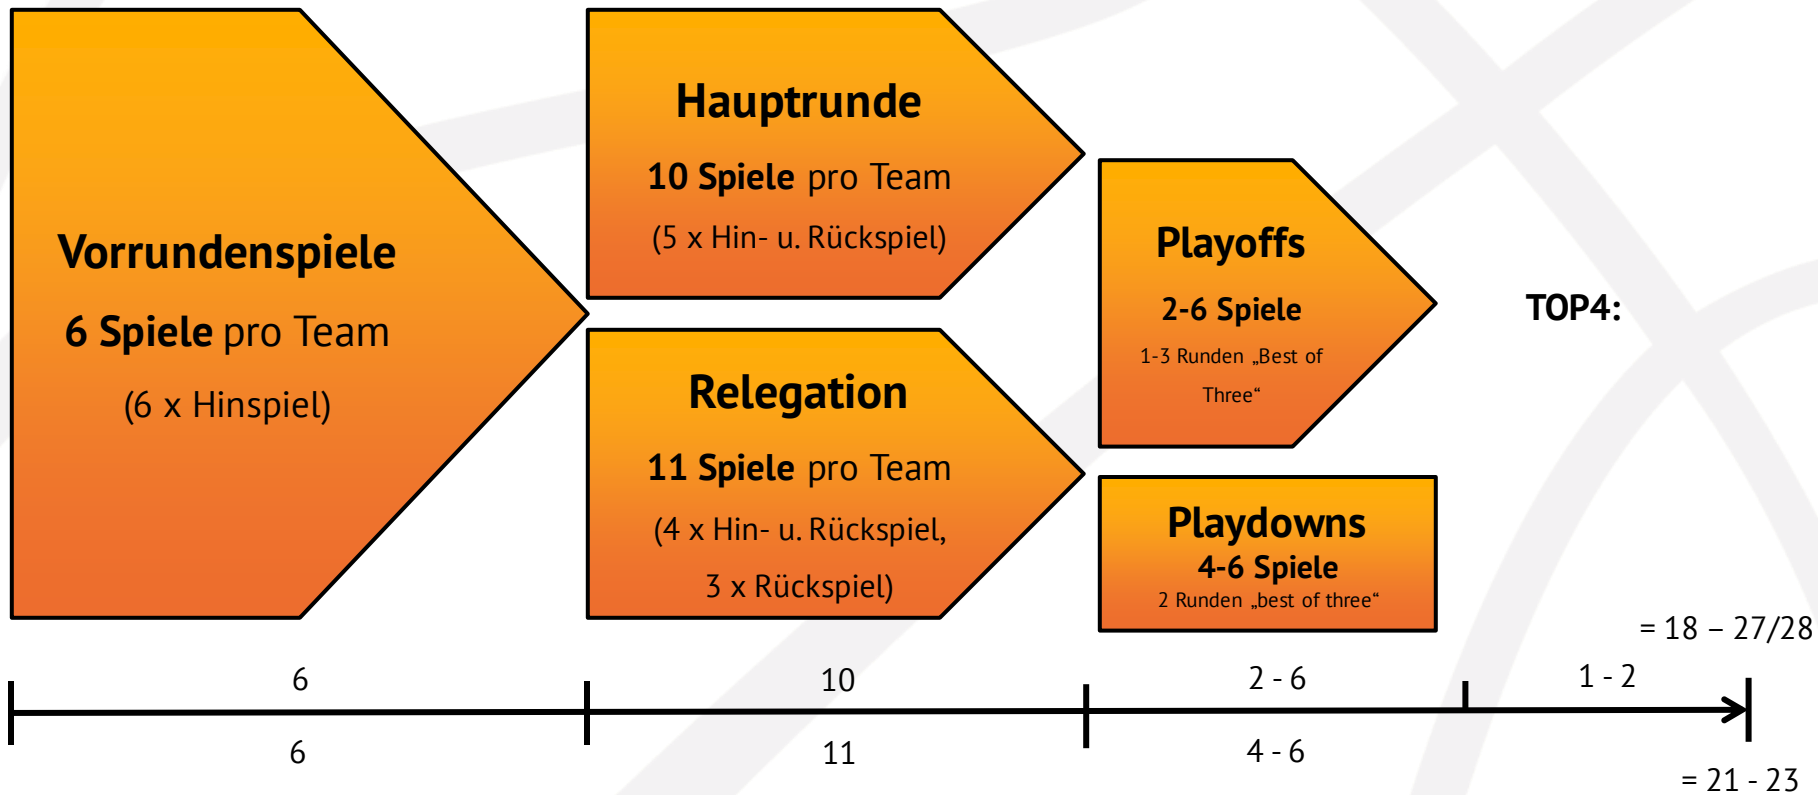 Vorrundenspiele
6 Spiele pro Team
(6 x Hinspiel)
Hauptrunde
10 Spiele pro Team
(5 x Hin- u. Rückspiel)
Relegation
11 Spiele pro Team
(4 x Hin- u. Rückspiel,
3 x Rückspiel)
Playoffs
2-6 Spiele
1-3 Runden „Best of
Three“
Playdowns
4-6 Spiele
2 Runden „best of three“
TOP4:
= 18 – 27/28
6
10
2 - 6
1 - 2
6
11
4 - 6
= 21 - 23